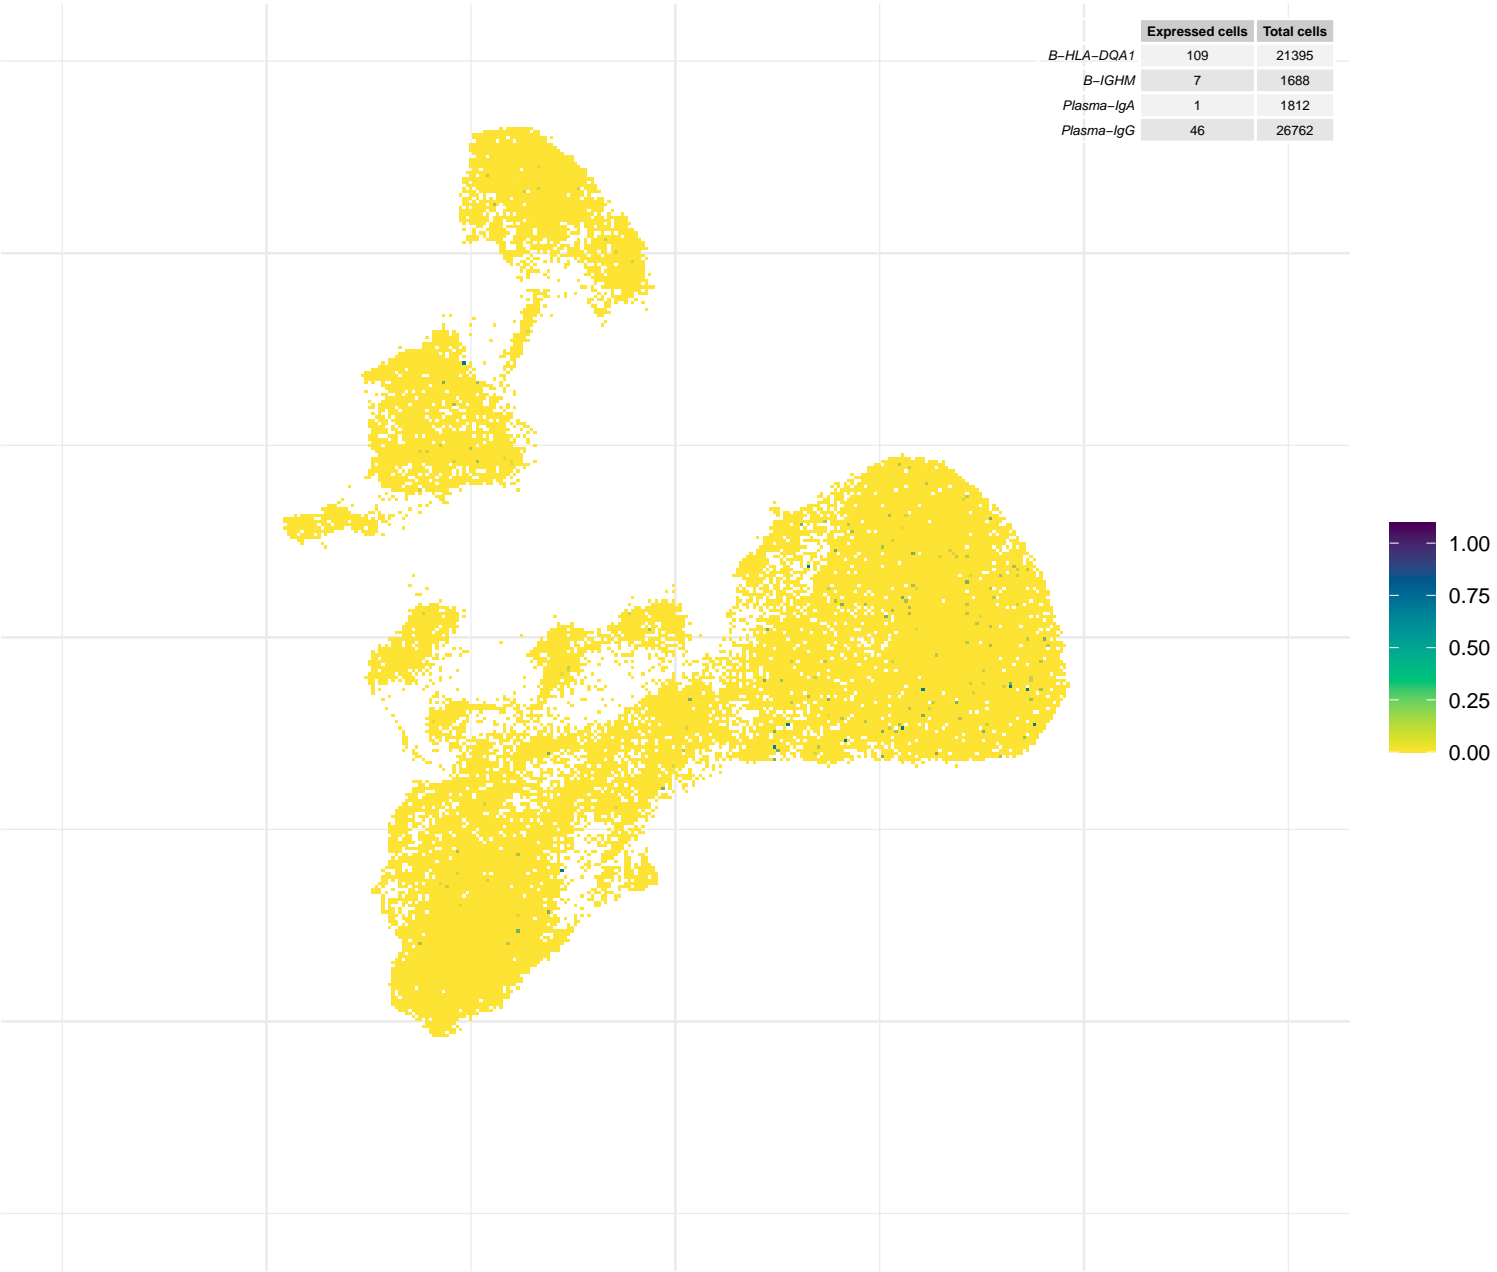 Expressed cells Total cells
B−HLA−DQA1 109 21395
B−IGHM 7 1688
Plasma−IgA 1 1812
Plasma−IgG 46 26762
1.00
0.75
0.50
0.25
0.00